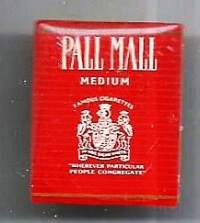 PALL MALL
MEDIUM
FAMOUS CIGARETTES
"WHEREVER PARTICULAR
PEOPLE CONGREGATE"